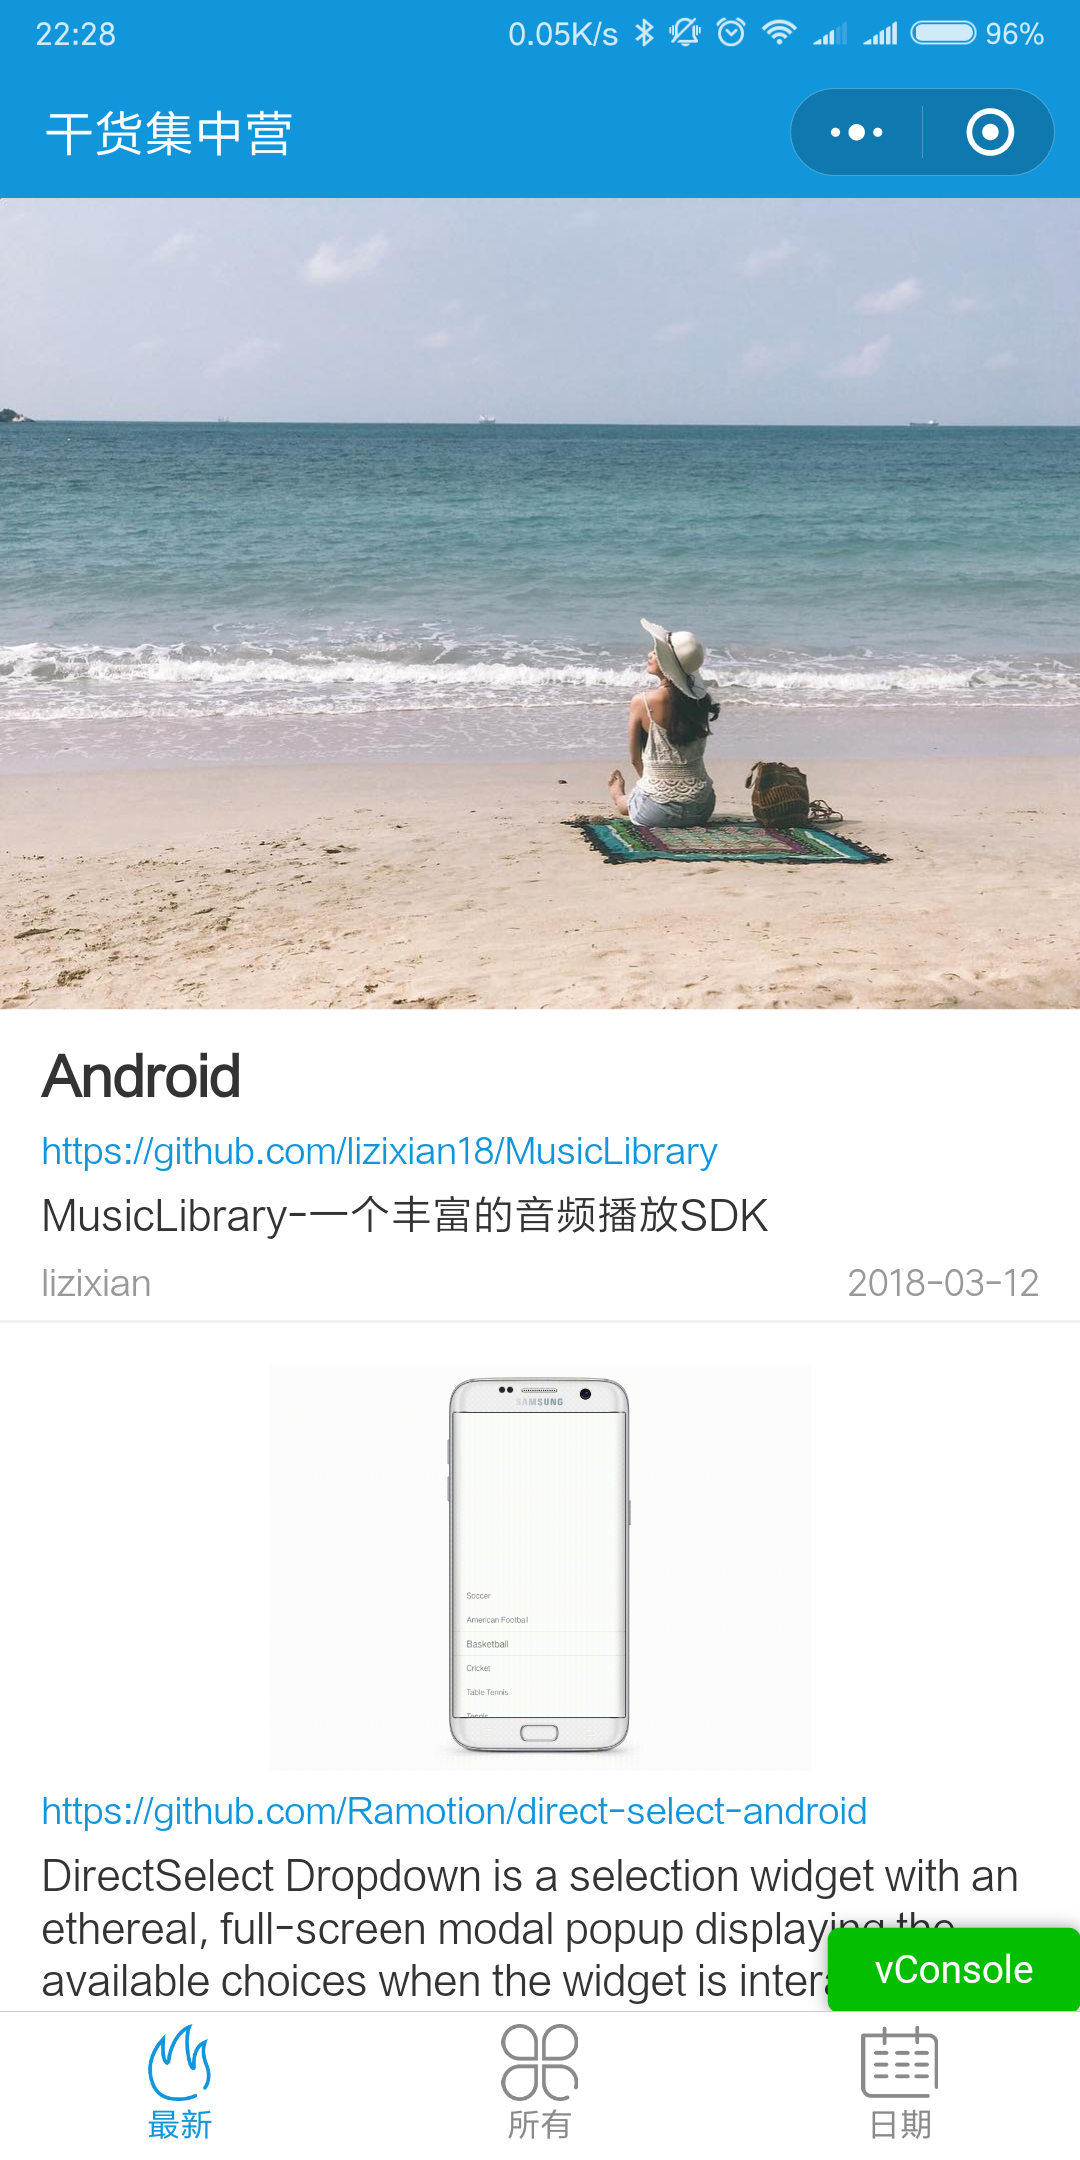 22:28
0.05K/s
96%
干货集中营
Android
https://github.com/lizixian18/MusicLibrary
MusicLibrary-一个丰富的音频播放SDK
lizixian
2018-03-12
SAMSUNG
Soccer
American Football
Basketball
Cricket
Table Tennis
Tennis
https://github.com/Ramotion/direct-select-android
DirectSelect Dropdown is a selection widget with an
ethereal, full-screen modal popup displaying the
available choices when the widget is
vConsole
最新
所有
日期